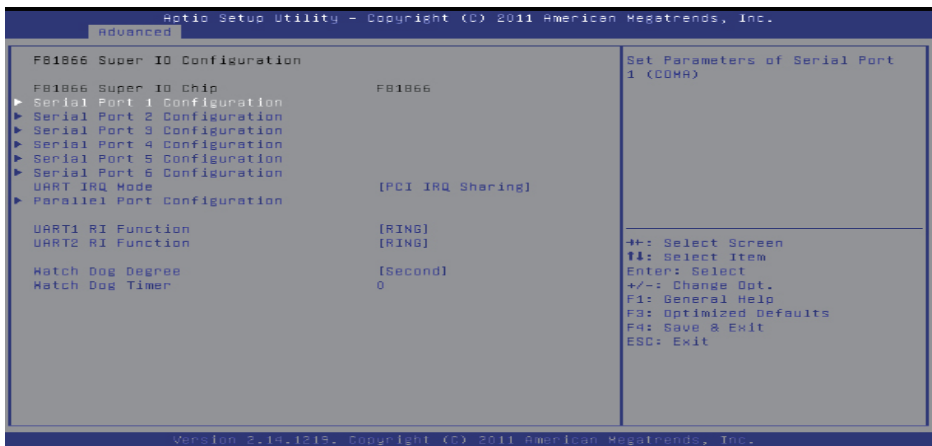 Aptio Setup Utility – Copyright (C) 2011 American Megatrends, Inc.
Advanced
F81866 Super IO Configuration
F81866 Super IO Chip F81866
► Serial Port 1 Configuration
► Serial Port 2 Configuration
► Serial Port 3 Configuration
► Serial Port 4 Configuration
► Serial Port 5 Configuration
► Serial Port 6 Configuration
UART IRQ Mode [PCI IRQ Sharing]
► Parallel Port Configuration
UART1 RI Function [RING]
UART2 RI Function [RING]
Watch Dog Degree [Second]
Watch Dog Timer 0
Set Parameters of Serial Port
1 (COMA)
→←: Select Screen
↑↓: Select Item
Enter: Select
+/-: Change Opt.
F1: General Help
F3: Optimized Defaults
F4: Save & Exit
ESC: Exit
Version 2.14.1219. Copyright (C) 2011 American Megatrends, Inc.